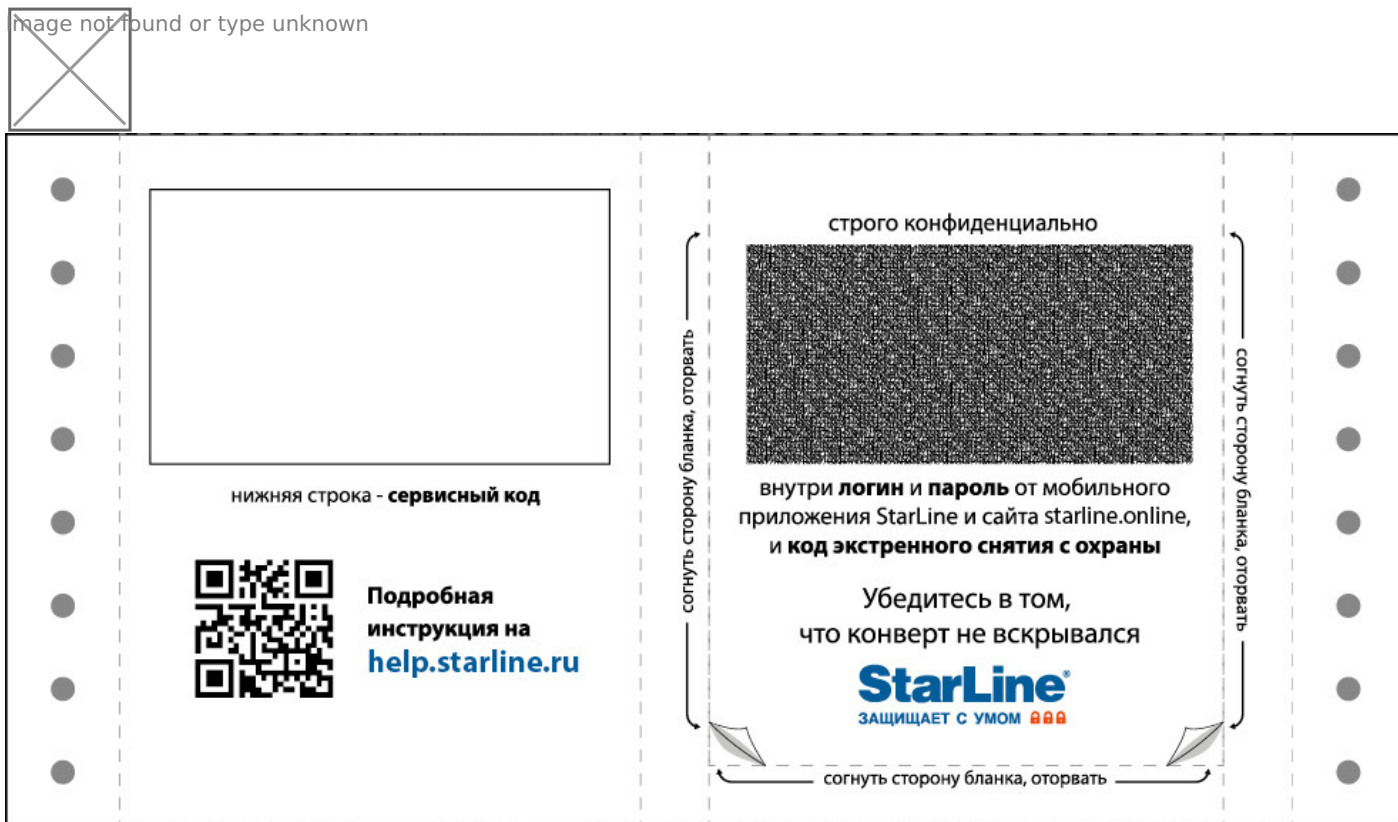 Image not found or type unknown
нижняя строка - сервисный код
Подробная
инструкция на
help.starline.ru
строго конфиденциально
согнуть сторону бланка, оторвать
внутри логин и пароль от мобильного
приложения StarLine и сайта starline.online,
и код экстренного снятия с охраны
Убедитесь в том,
что конверт не вскрывался
StarLine®
ЗАЩИЩАЕТ С УМОМ
согнуть сторону бланка, оторвать
согнуть сторону бланка, оторвать